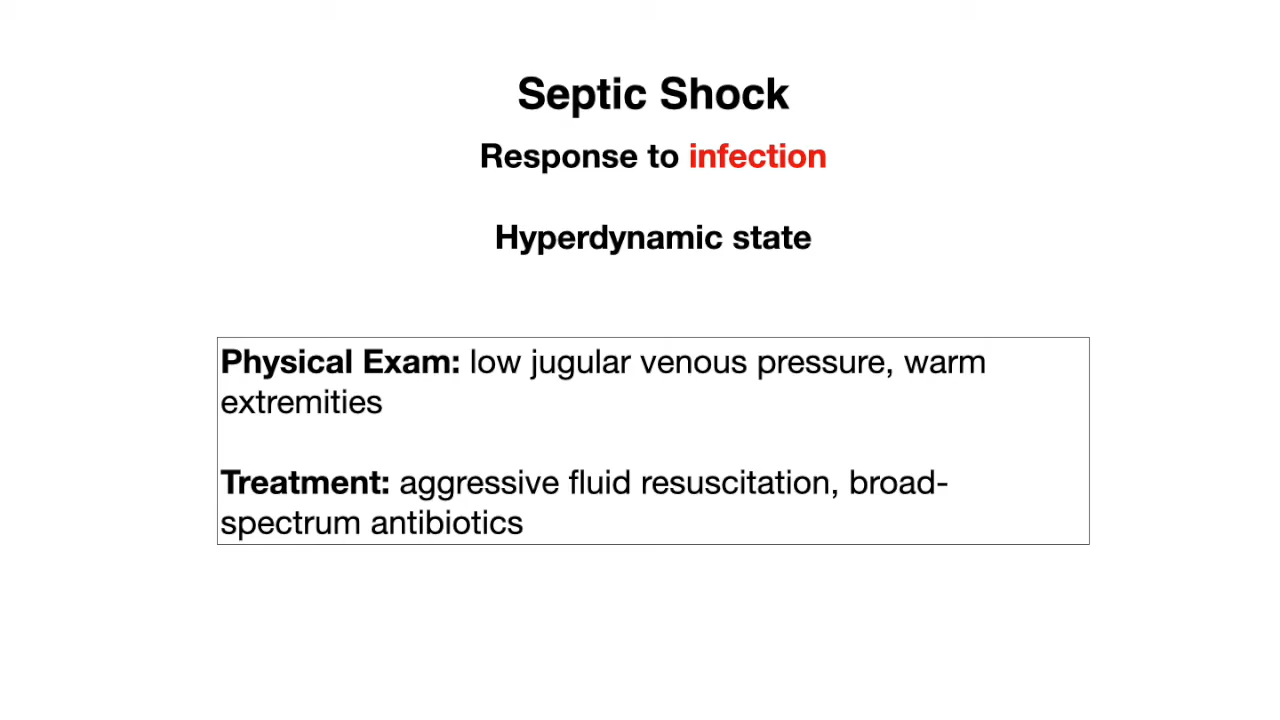 Septic Shock
Response to infection
Hyperdynamic state
Physical Exam: low jugular venous pressure, warm
extremities
Treatment: aggressive fluid resuscitation, broad-
spectrum antibiotics